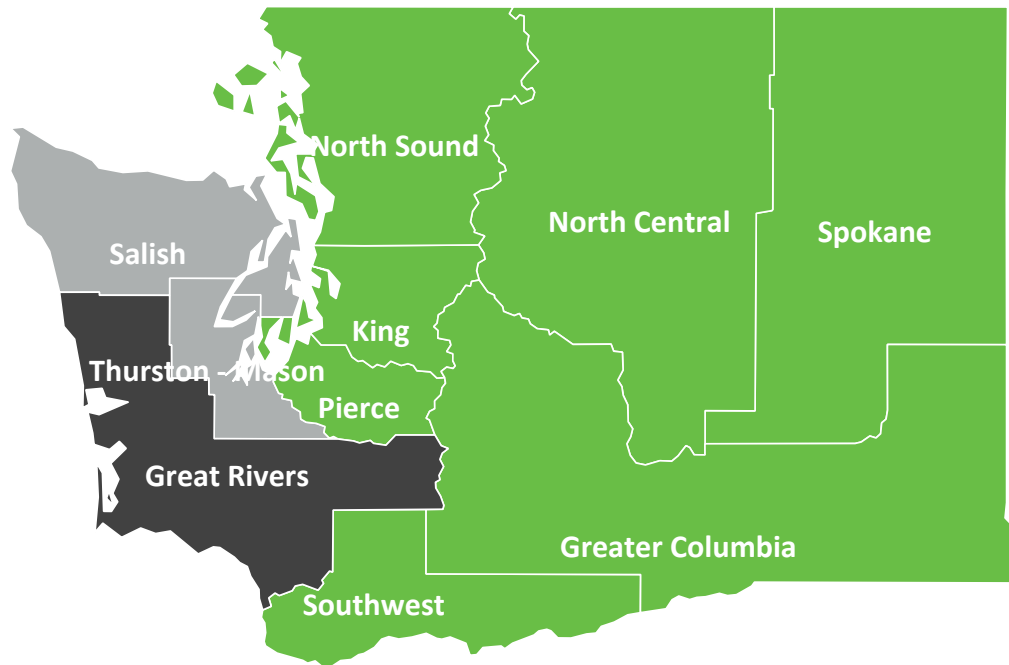 North Sound
North Central
Spokane
Salish
King
Thurston - Mason
Pierce
Great Rivers
Greater Columbia
Southwest